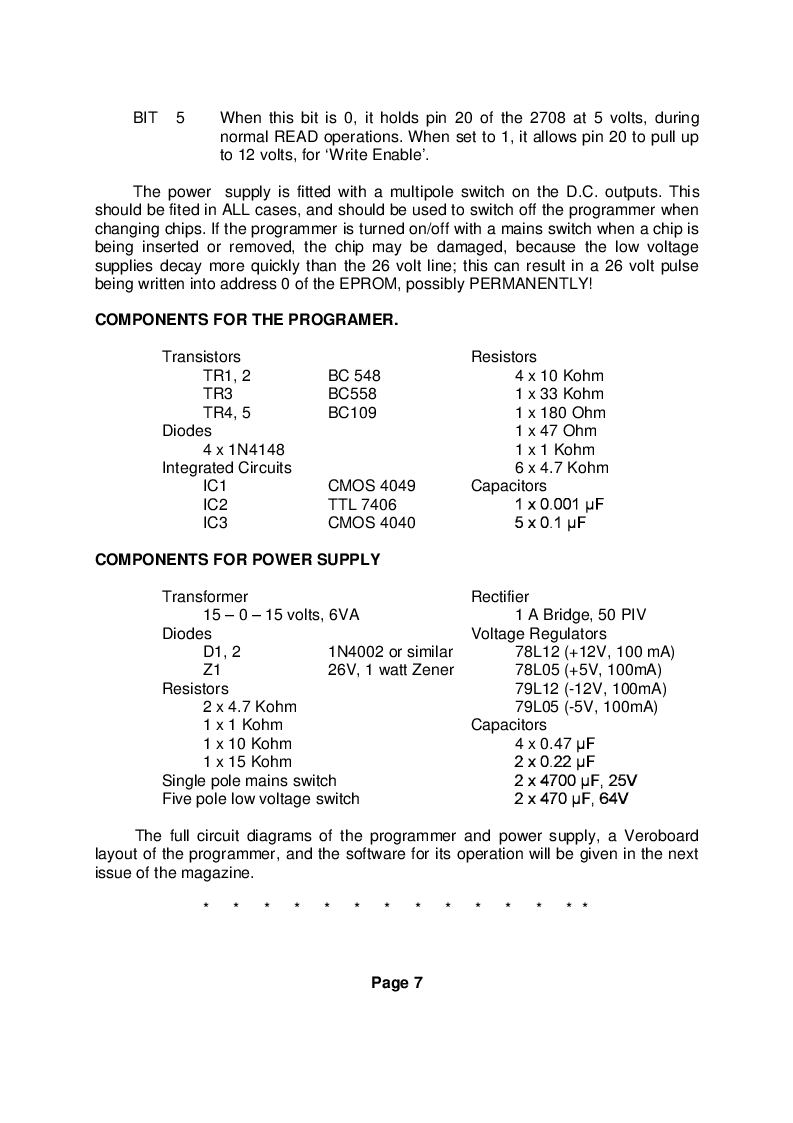 BIT 5 When this bit is 0, it holds pin 20 of the 2708 at 5 volts, during
normal READ operations. When set to 1, it allows pin 20 to pull up
to 12 volts, for ‘Write Enable’.
The power supply is fitted with a multipole switch on the D.C. outputs. This
should be fited in ALL cases, and should be used to switch off the programmer when
changing chips. If the programmer is turned on/off with a mains switch when a chip is
being inserted or removed, the chip may be damaged, because the low voltage
supplies decay more quickly than the 26 volt line; this can result in a 26 volt pulse
being written into address 0 of the EPROM, possibly PERMANENTLY!
COMPONENTS FOR THE PROGRAMER.
Transistors Resistors
TR1, 2 BC 548 4 x 10 Kohm
TR3 BC558 1 x 33 Kohm
TR4, 5 BC109 1 x 180 Ohm
Diodes 1 x 47 Ohm
4 x 1N4148 1 x 1 Kohm
Integrated Circuits 6 x 4.7 Kohm
IC1 CMOS 4049 Capacitors
IC2 TTL 7406 1 x 0.001 µF
IC3 CMOS 4040 5 x 0.1 µF
COMPONENTS FOR POWER SUPPLY
Transformer Rectifier
15 – 0 – 15 volts, 6VA 1 A Bridge, 50 PIV
Diodes Voltage Regulators
D1, 2 1N4002 or similar 78L12 (+12V, 100 mA)
Z1 26V, 1 watt Zener 78L05 (+5V, 100mA)
Resistors 79L12 (-12V, 100mA)
2 x 4.7 Kohm 79L05 (-5V, 100mA)
1 x 1 Kohm Capacitors
1 x 10 Kohm 4 x 0.47 µF
1 x 15 Kohm 2 x 0.22 µF
Single pole mains switch 2 x 4700 µF, 25V
Five pole low voltage switch 2 x 470 µF, 64V
The full circuit diagrams of the programmer and power supply, a Veroboard
layout of the programmer, and the software for its operation will be given in the next
issue of the magazine.
* * * * * * * * * * * * * *
Page 7